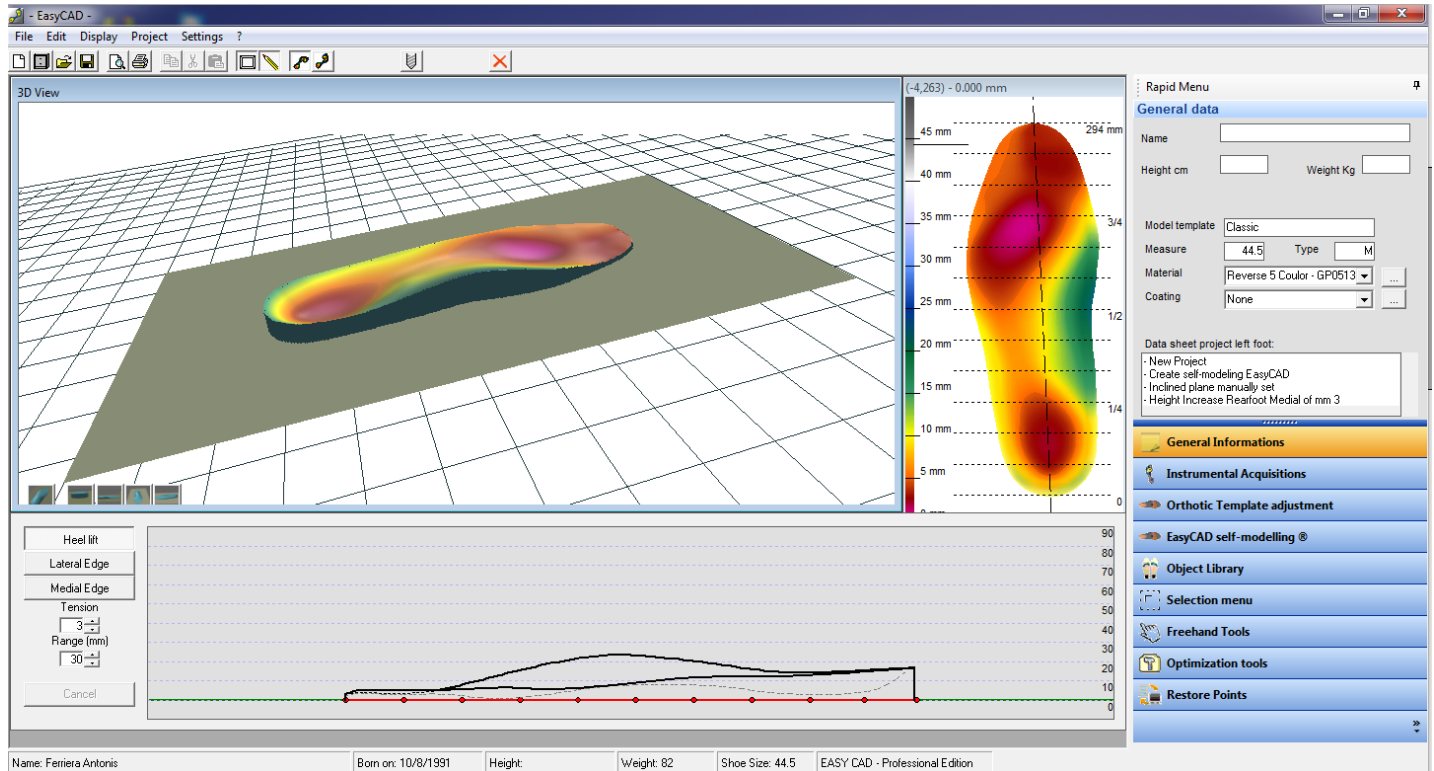 - EasyCAD -
File Edit Display Project Settings ?
3D View
(-4,263) - 0.000 mm
45 mm
40 mm
35 mm
30 mm
25 mm
20 mm
15 mm
10 mm
5 mm
0 mm
294 mm
3/4
1/2
1/4
0
Rapid Menu
General data
Name
Height cm Weight Kg
Model template Classic
Measure 44.5 Type M
Material Reverse 5 Coulor - GP0513 ...
Coating None ...
Data sheet project left foot:
- New Project
- Create self-modeling EasyCAD
- Inclined plane manually set
- Height Increase Rearfoot Medial of mm 3
General Informations
Instrumental Acquisitions
Orthotic Template adjustment
EasyCAD self-modelling ®
Object Library
Selection menu
Freehand Tools
Optimization tools
Restore Points
Heel lift
Lateral Edge
Medial Edge
Tension
3
Range (mm)
30
Cancel
90
80
70
60
50
40
30
20
10
0
Name: Ferriera Antonis Born on: 10/8/1991 Height: Weight: 82 Shoe Size: 44.5 EASY CAD - Professional Edition